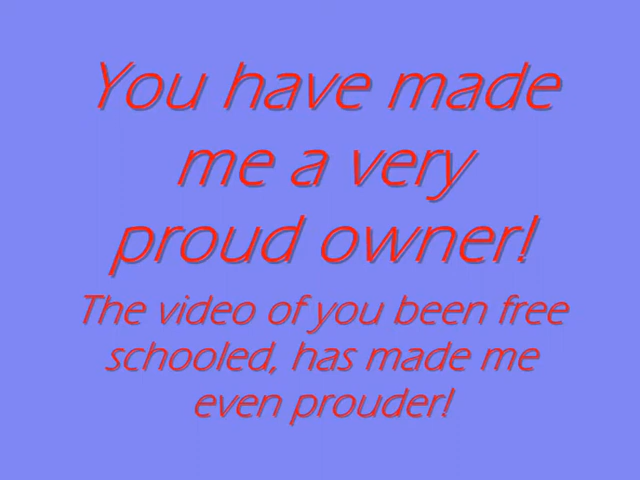 You have made
me a very
proud owner!
The video of you been free
schooled, has made me
even prouder!